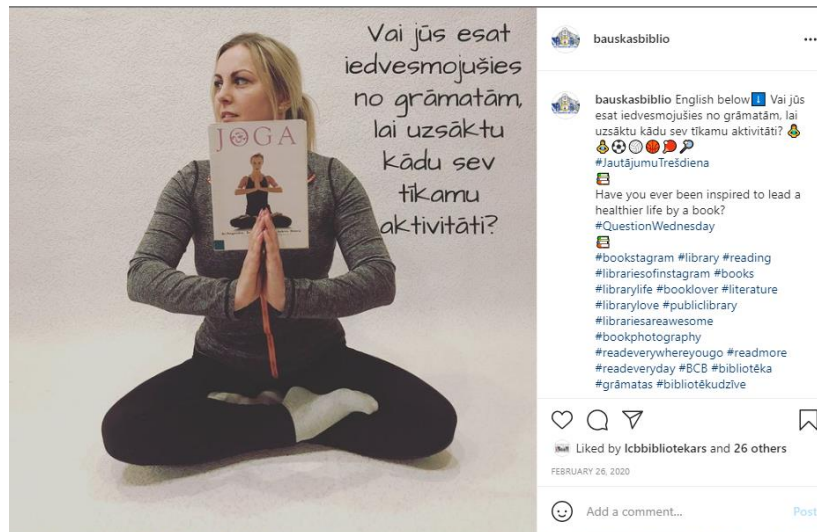 Vai jūs esat
iedvesmojušies
no grāmatām,
lai uzsāktu
kādu sev
tīkamu
aktivitāti?
JOGA
bauskasbiblio
bauskasbiblio English below Vai jūs
esat iedvesmojušies no grāmatām, lai
uzsāktu kādu sev tīkamu aktivitāti?
#JautājumuTrešdiena
Have you ever been inspired to lead a
healthier life by a book?
#QuestionWednesday
#bookstagram #library #reading
#librariesofinstagram #books
#librarylife #booklover #literature
#librarylove #publiclibrary
#librariesareawesome
#bookphotography
#readeverywhereyougo #readmore
#readeveryday #BCB #bibliotēka
#grāmatas #bibliotēkudzīve
Liked by lcbbibliotekars and 26 others
FEBRUARY 26, 2020
Add a comment...
Post